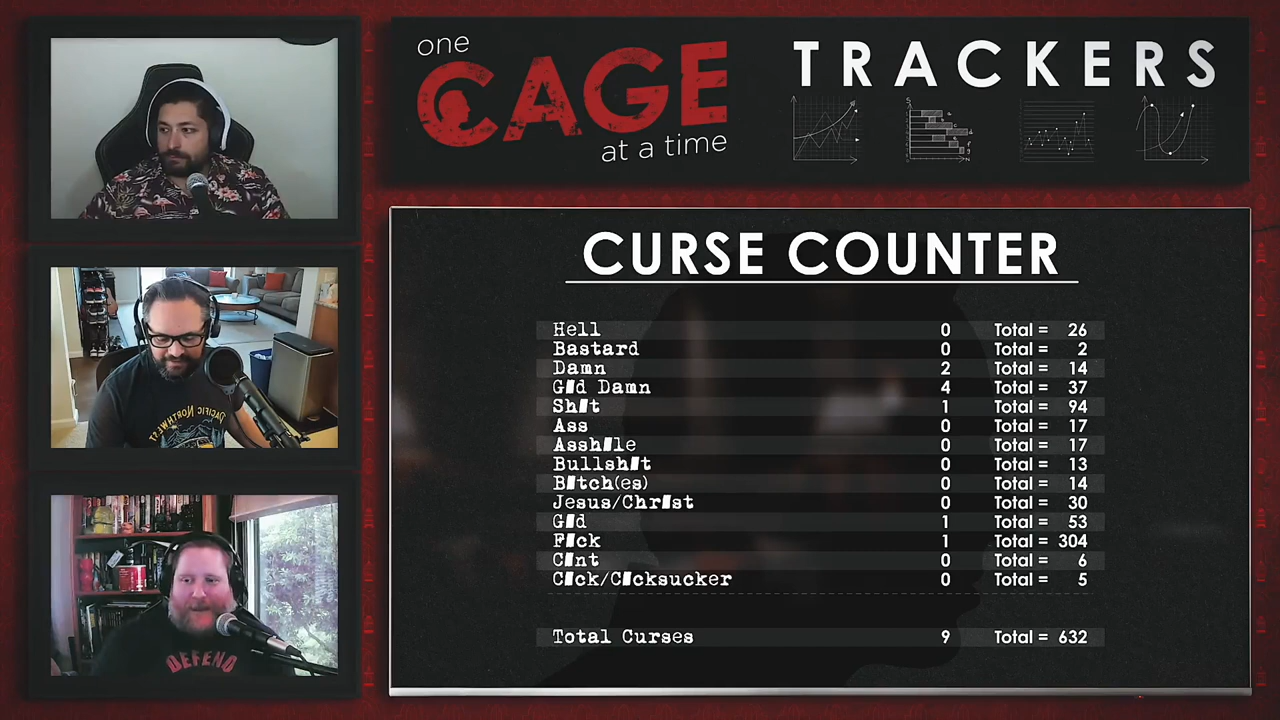 one
CAGE
at a time
TRACKERS
CURSE COUNTER
Hell 0 Total = 26
Bastard 0 Total = 2
Damn 2 Total = 14
G∎d Damn 4 Total = 37
Sh∎t 1 Total = 94
Ass 0 Total = 17
Assh∎le 0 Total = 17
Bullsh∎t 0 Total = 13
B∎tch(es) 0 Total = 14
Jesus/Chr∎st 0 Total = 30
G∎d 1 Total = 53
F∎ck 1 Total = 304
C∎nt 0 Total = 6
C∎ck/C∎cksucker 0 Total = 5
Total Curses 9 Total = 632
PACIFIC NORTHWEST
DEFEND